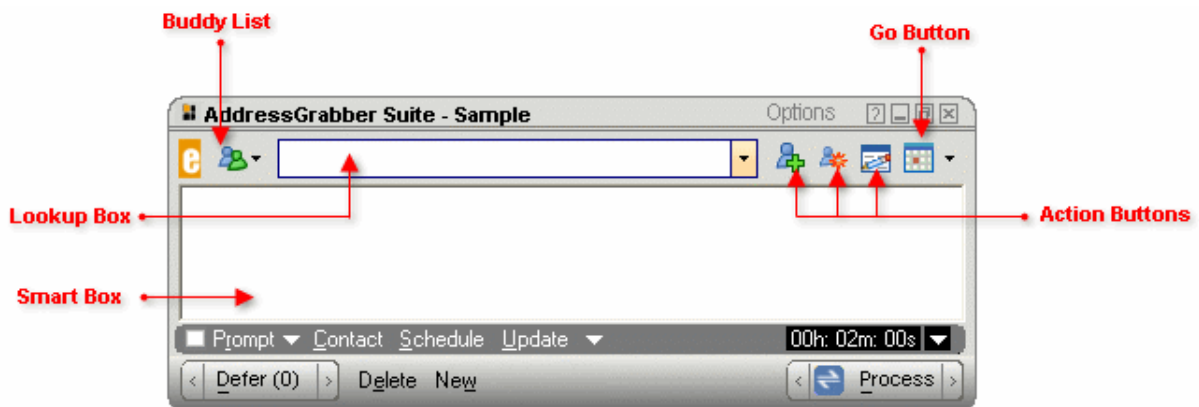 Buddy List
Go Button
AddressGrabber Suite - Sample Options
e
Lookup Box
Action Buttons
Smart Box
Prompt Contact Schedule Update 00h: 02m: 00s
Defer (0) Delete New Process